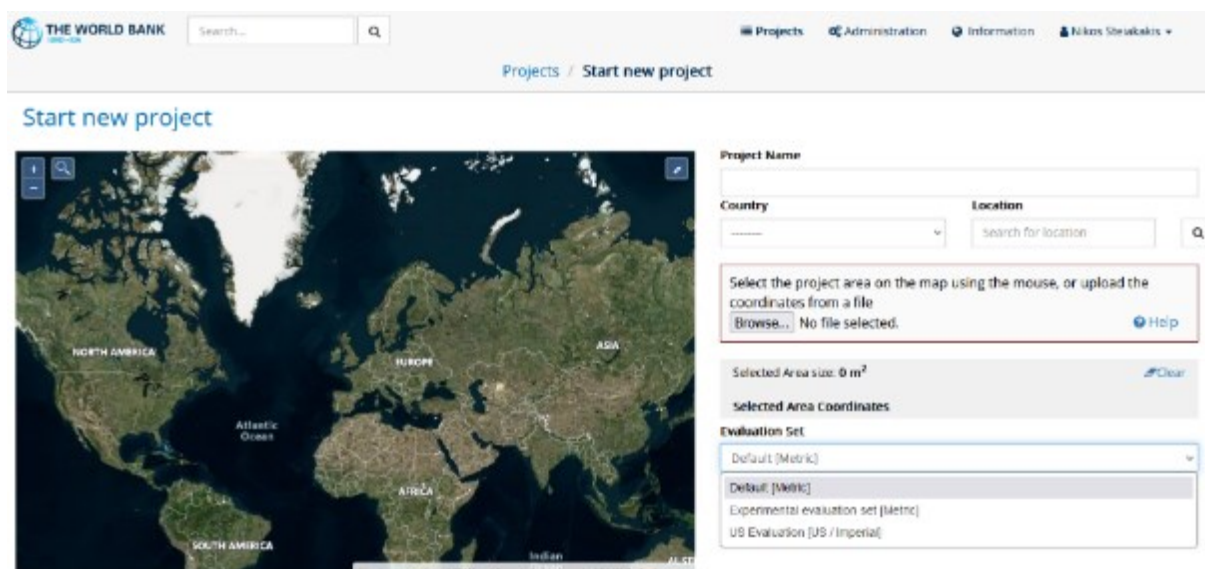 THE WORLD BANK
IBRD • IDA
Search...
Projects
Administration
Information
Nikos Steiakakis
Projects / Start new project
Start new project
+
−
NORTH AMERICA
EUROPE
ASIA
Atlantic
Ocean
AFRICA
SOUTH AMERICA
Indian
Project Name
Country
Location
--------
Search for location
Select the project area on the map using the mouse, or upload the
coordinates from a file
Browse... No file selected.
Help
Selected Area size: 0 m²
Clear
Selected Area Coordinates
Evaluation Set
Default [Metric]
Default [Metric]
Experimental evaluation set [Metric]
US Evaluation [US / Imperial]